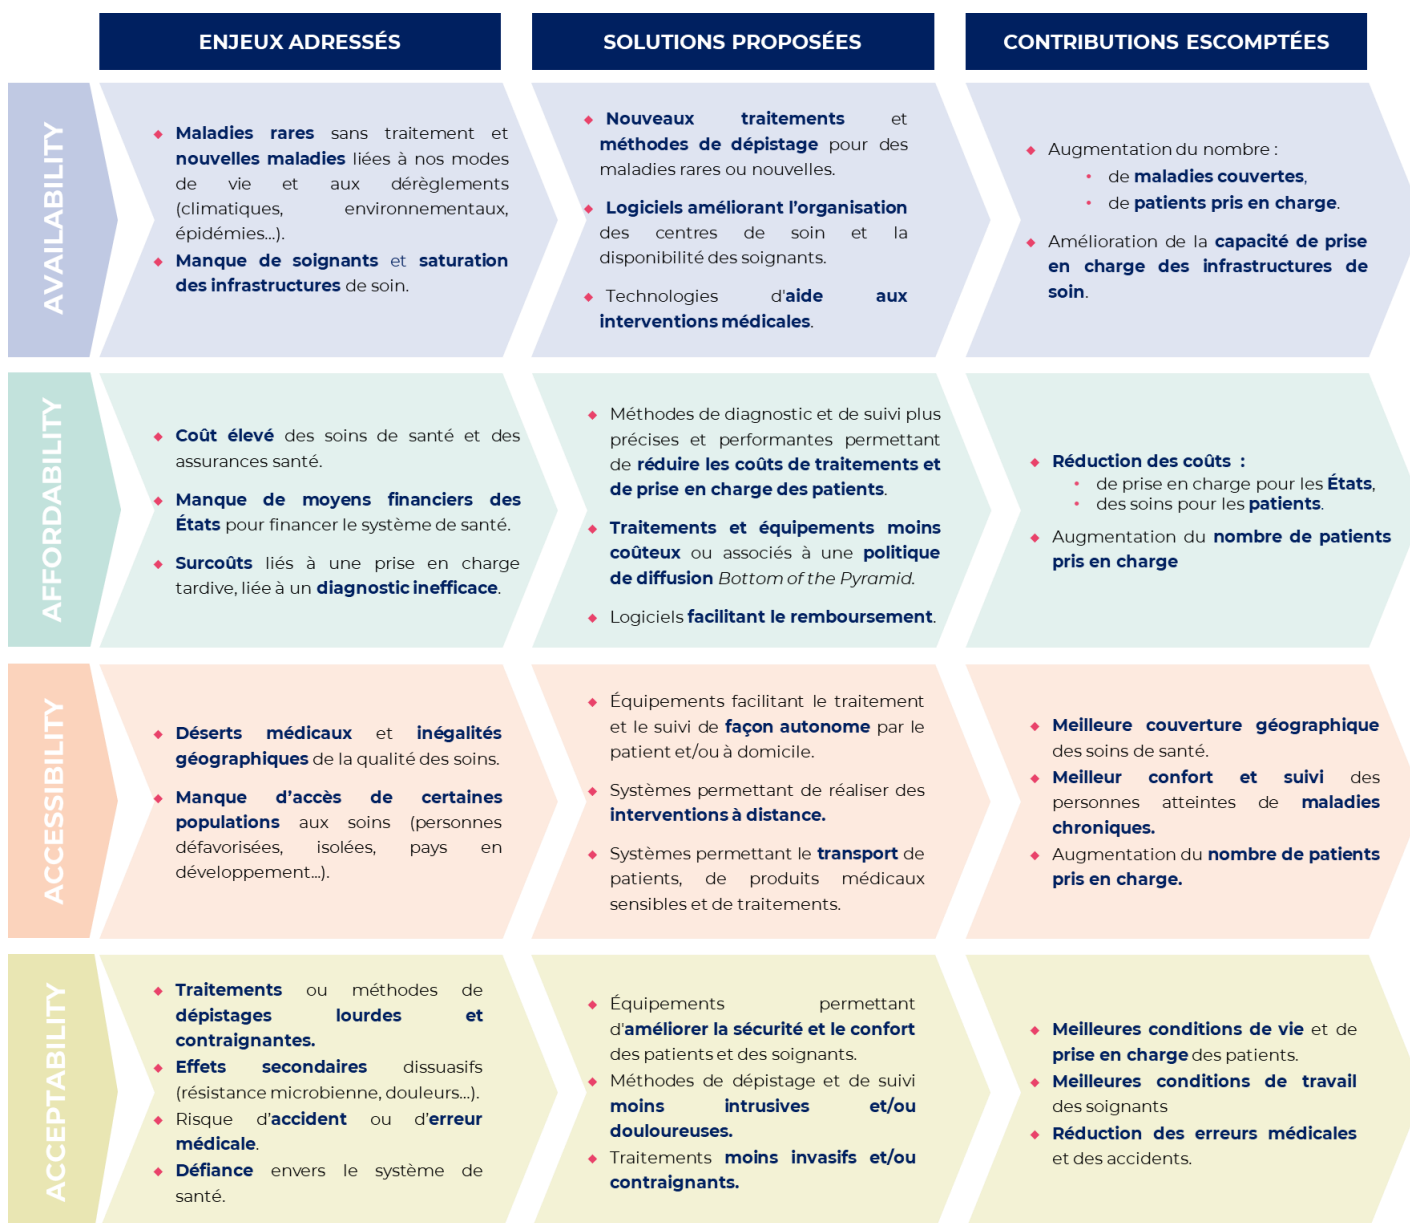 ENJEUX ADRESSÉS
SOLUTIONS PROPOSÉES
CONTRIBUTIONS ESCOMPTÉES
AVAILABILITY
Maladies rares sans traitement et
nouvelles maladies liées à nos modes
de vie et aux dérèglements
(climatiques, environnementaux,
épidémies...).
Manque de soignants et saturation
des infrastructures de soin.
Nouveaux traitements et
méthodes de dépistage pour des
maladies rares ou nouvelles.
Logiciels améliorant l’organisation
des centres de soin et la
disponibilité des soignants.
Technologies d'aide aux
interventions médicales.
Augmentation du nombre :
de maladies couvertes,
de patients pris en charge.
Amélioration de la capacité de prise
en charge des infrastructures de
soin.
AFFORDABILITY
Coût élevé des soins de santé et des
assurances santé.
Manque de moyens financiers des
États pour financer le système de santé.
Surcoûts liés à une prise en charge
tardive, liée à un diagnostic inefficace.
Méthodes de diagnostic et de suivi plus
précises et performantes permettant
de réduire les coûts de traitements et
de prise en charge des patients.
Traitements et équipements moins
coûteux ou associés à une politique
de diffusion Bottom of the Pyramid.
Logiciels facilitant le remboursement.
Réduction des coûts :
de prise en charge pour les États,
des soins pour les patients.
Augmentation du nombre de patients
pris en charge
ACCESSIBILITY
Déserts médicaux et inégalités
géographiques de la qualité des soins.
Manque d’accès de certaines
populations aux soins (personnes
défavorisées, isolées, pays en
développement...).
Équipements facilitant le traitement
et le suivi de façon autonome par le
patient et/ou à domicile.
Systèmes permettant de réaliser des
interventions à distance.
Systèmes permettant le transport de
patients, de produits médicaux
sensibles et de traitements.
Meilleure couverture géographique
des soins de santé.
Meilleur confort et suivi des
personnes atteintes de maladies
chroniques.
Augmentation du nombre de patients
pris en charge.
ACCEPTABILITY
Traitements ou méthodes de
dépistages lourdes et
contraignantes.
Effets secondaires dissuasifs
(résistance microbienne, douleurs...).
Risque d’accident ou d’erreur
médicale.
Défiance envers le système de
santé.
Équipements permettant
d'améliorer la sécurité et le confort
des patients et des soignants.
Méthodes de dépistage et de suivi
moins intrusives et/ou
douloureuses.
Traitements moins invasifs et/ou
contraignants.
Meilleures conditions de vie et de
prise en charge des patients.
Meilleures conditions de travail
des soignants
Réduction des erreurs médicales
et des accidents.